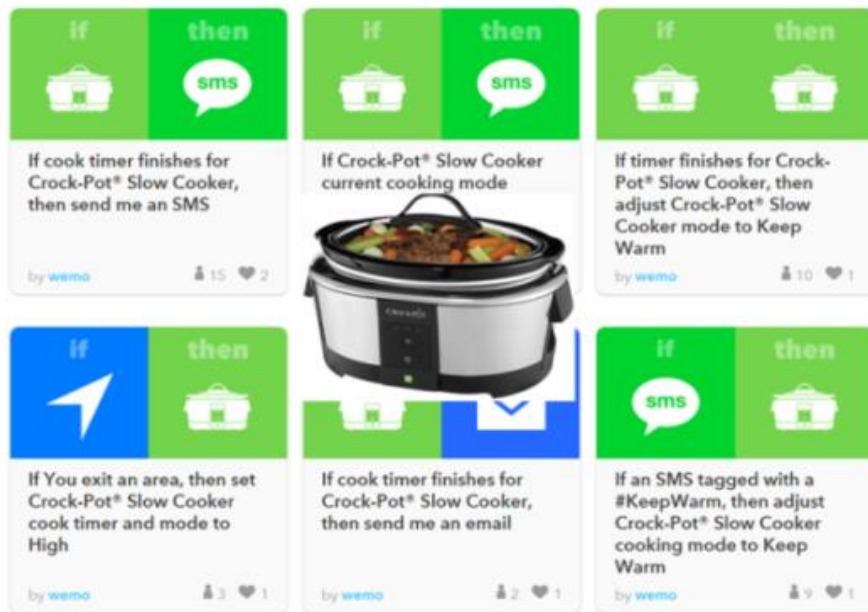 if then
sms
If cook timer finishes for
Crock-Pot® Slow Cooker,
then send me an SMS
by wemo 15 2
if then
sms
If Crock-Pot® Slow Cooker
current cooking mode
if then
If timer finishes for Crock-
Pot® Slow Cooker, then
adjust Crock-Pot® Slow
Cooker mode to Keep
Warm
by wemo 10 1
Crock-Pot
if then
If You exit an area, then set
Crock-Pot® Slow Cooker
cook timer and mode to
High
by wemo 3 1
If cook timer finishes for
Crock-Pot® Slow Cooker,
then send me an email
by wemo 2 1
if then
sms
If an SMS tagged with a
#KeepWarm, then adjust
Crock-Pot® Slow Cooker
cooking mode to Keep
Warm
by wemo 9 1